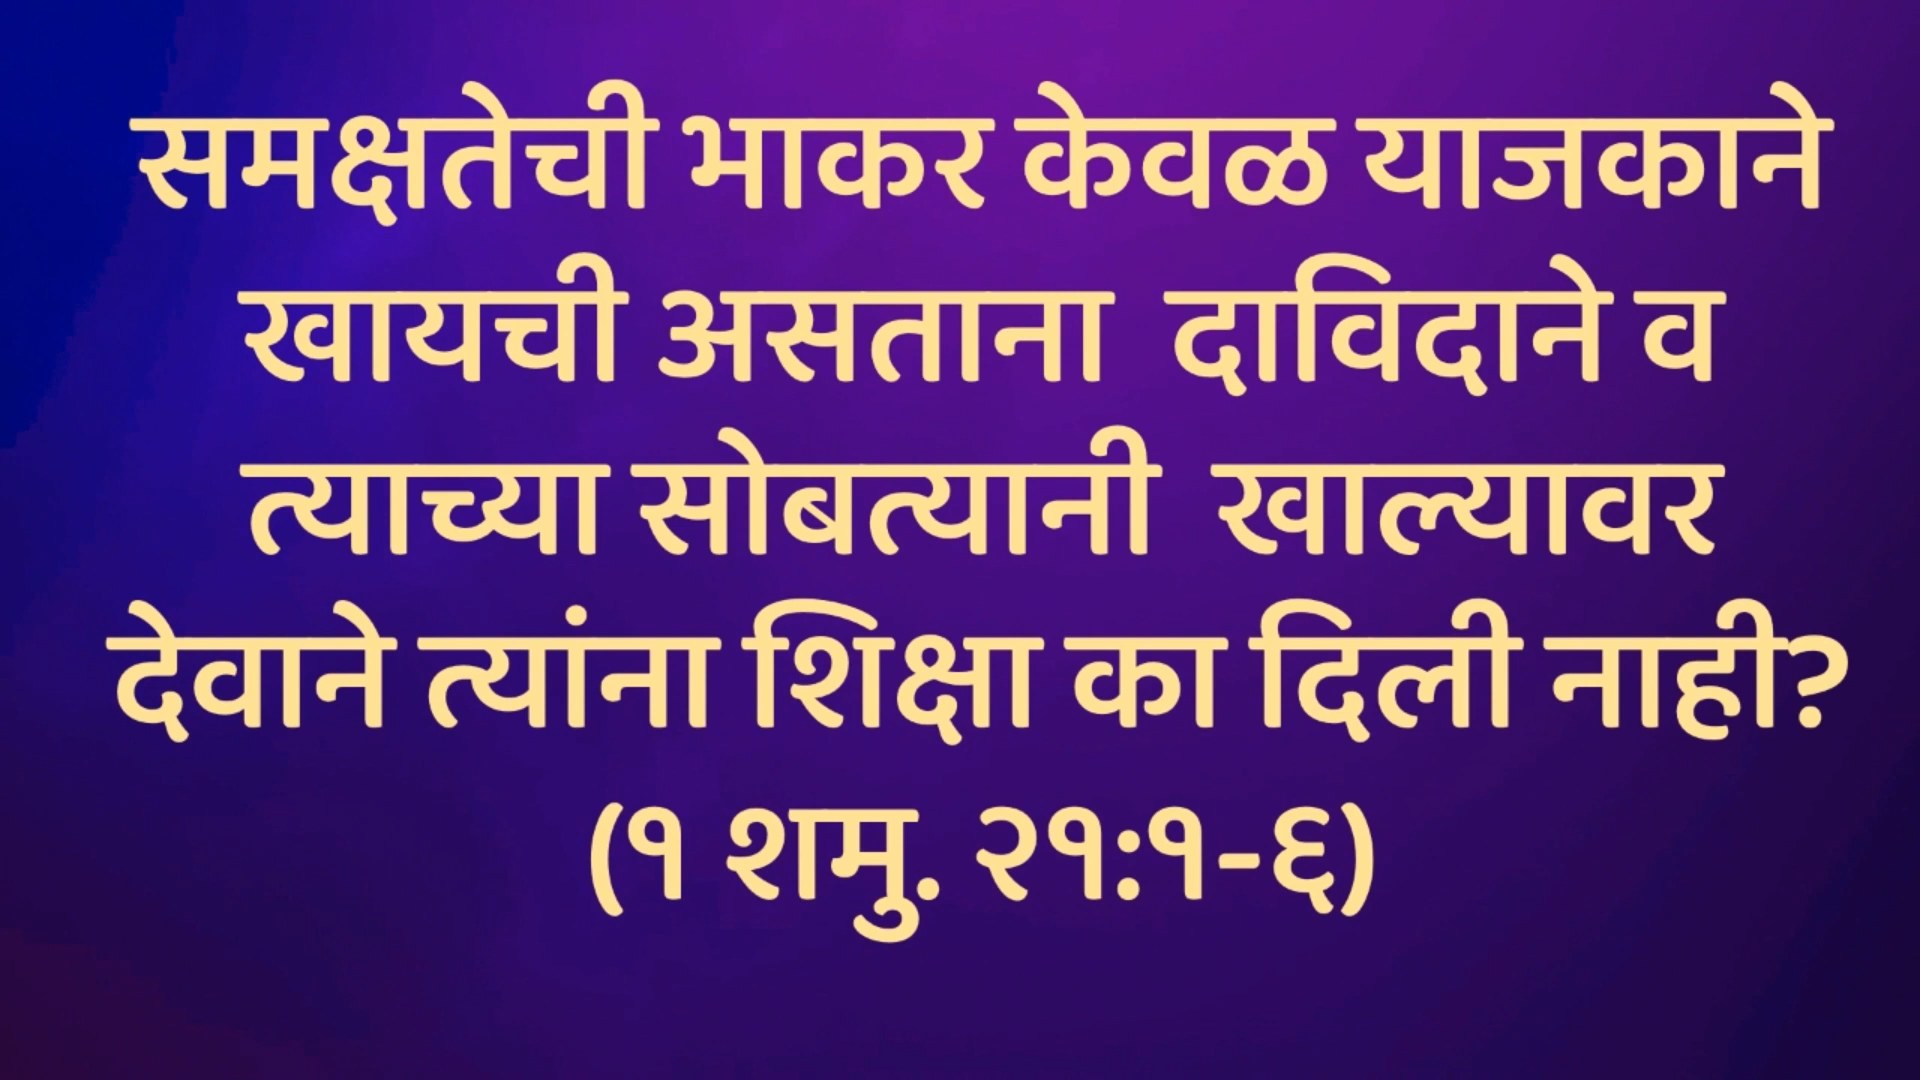 समक्षतेची भाकर केवळ याजकाने
खायची असताना दाविदाने व
त्याच्या सोबत्यानी खाल्यावर
देवाने त्यांना शिक्षा का दिली नाही?
(१ शमु. २१:१-६)